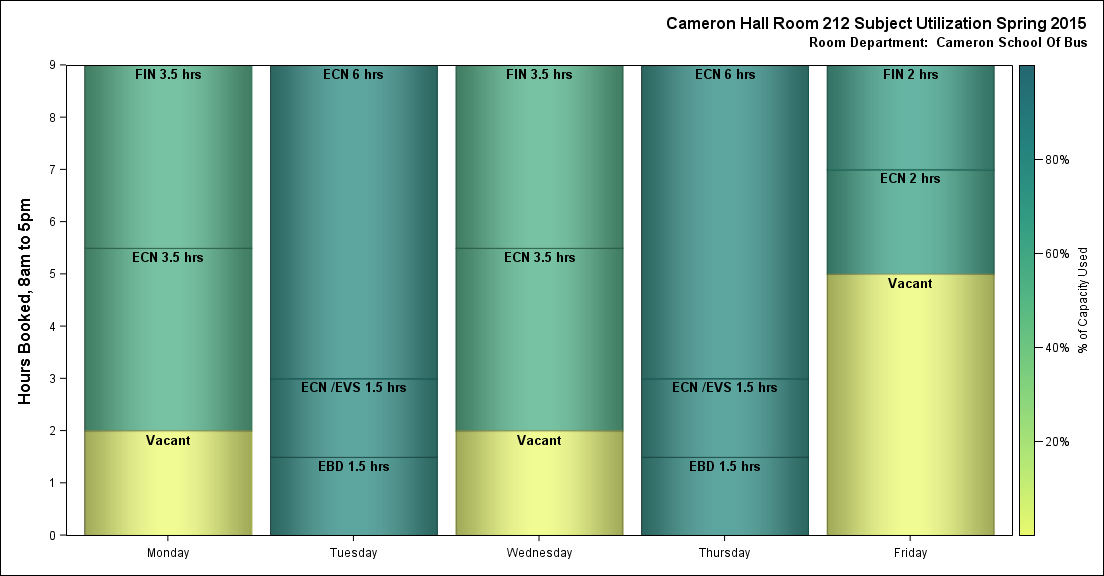 Cameron Hall Room 212 Subject Utilization Spring 2015
Room Department:  Cameron School Of Bus
Hours Booked, 8am to 5pm
9
8
7
6
5
4
3
2
1
0
FIN 3.5 hrs
ECN 3.5 hrs
Vacant
ECN 6 hrs
ECN /EVS 1.5 hrs
EBD 1.5 hrs
FIN 3.5 hrs
ECN 3.5 hrs
Vacant
ECN 6 hrs
ECN /EVS 1.5 hrs
EBD 1.5 hrs
FIN 2 hrs
ECN 2 hrs
Vacant
Monday
Tuesday
Wednesday
Thursday
Friday
80%
60%
40%
20%
% of Capacity Used